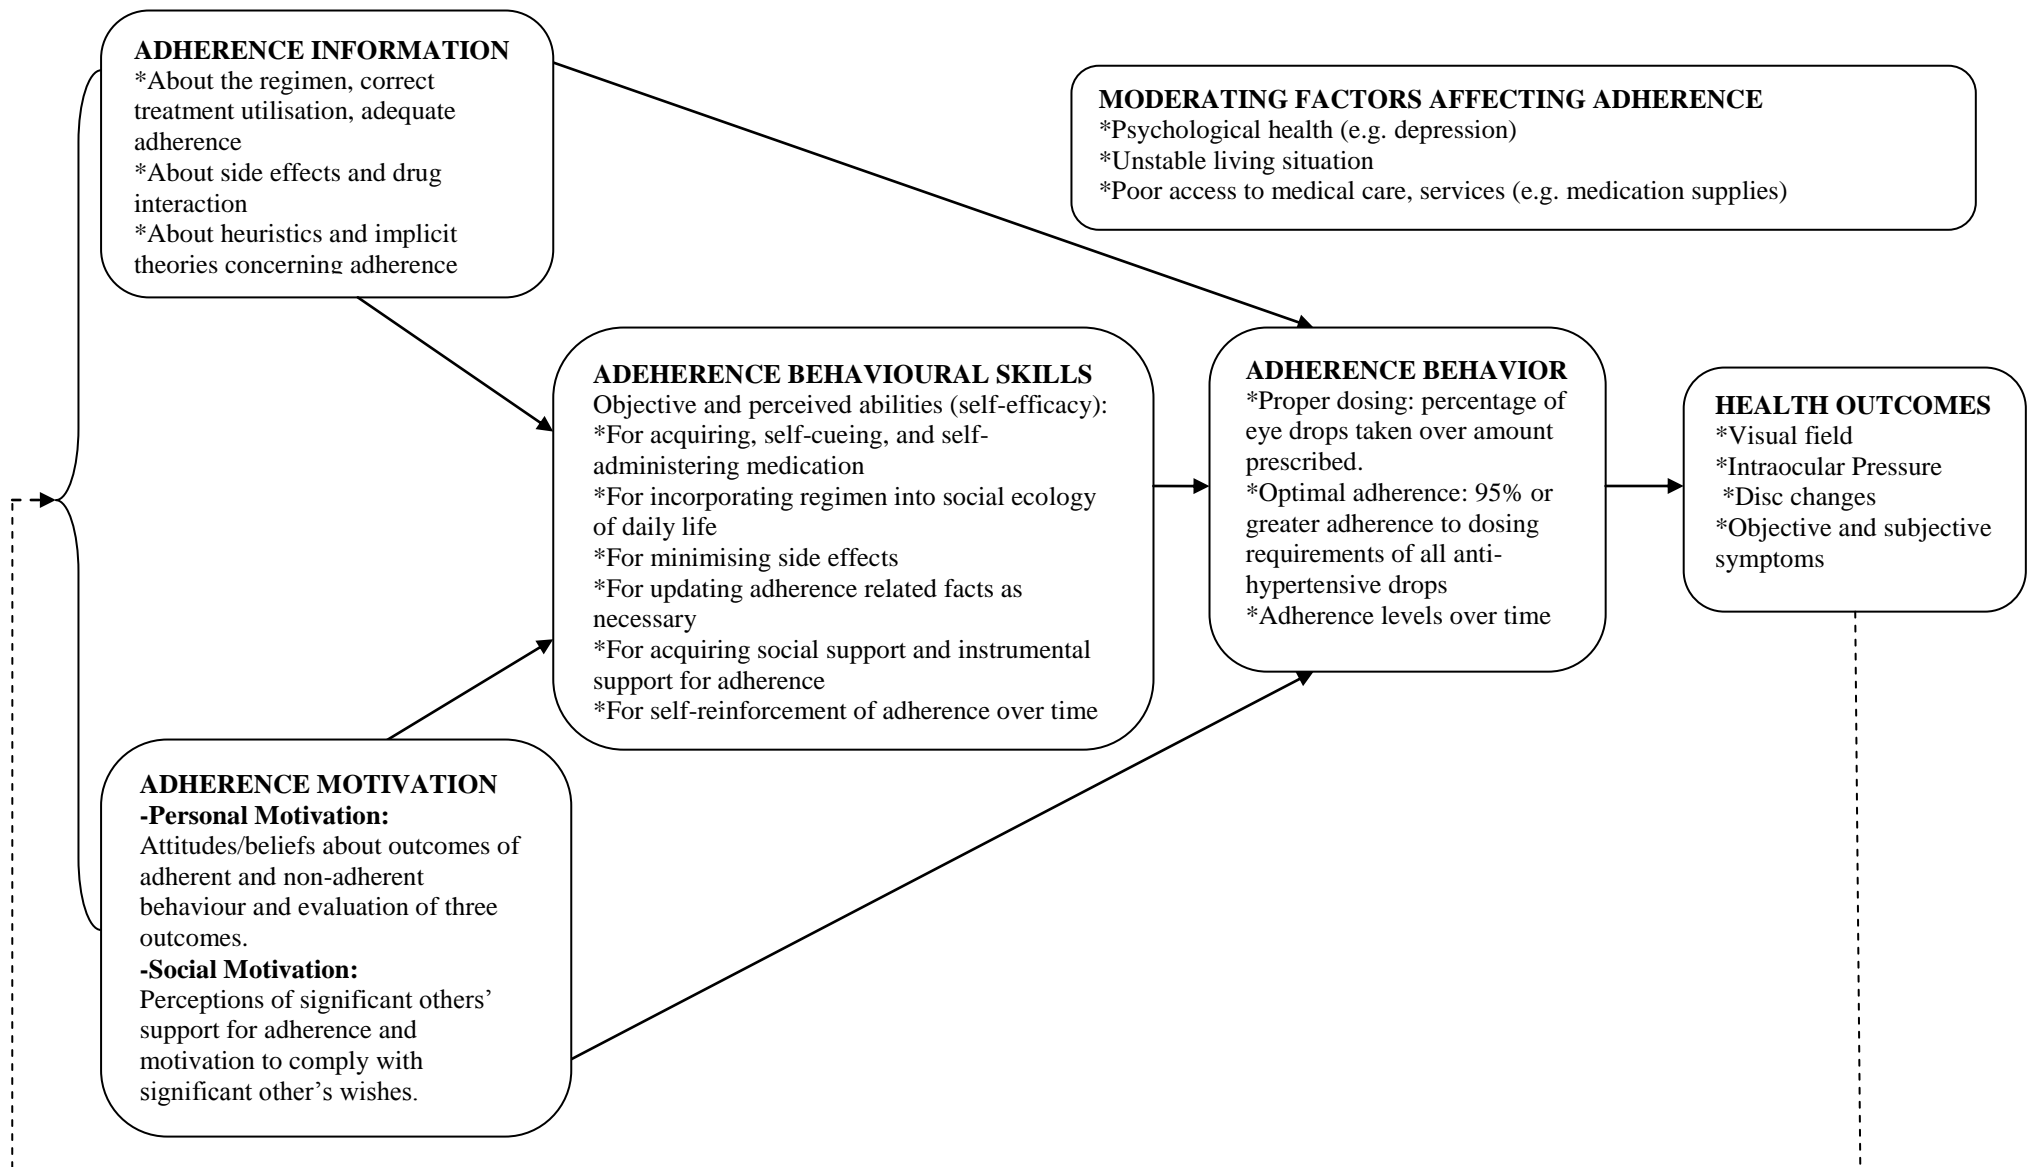 ADHERENCE INFORMATION
*About the regimen, correct
treatment utilisation, adequate
adherence
*About side effects and drug
interaction
*About heuristics and implicit
theories concerning adherence
MODERATING FACTORS AFFECTING ADHERENCE
*Psychological health (e.g. depression)
*Unstable living situation
*Poor access to medical care, services (e.g. medication supplies)
ADEHERENCE BEHAVIOURAL SKILLS
Objective and perceived abilities (self-efficacy):
*For acquiring, self-cueing, and self-
administering medication
*For incorporating regimen into social ecology
of daily life
*For minimising side effects
*For updating adherence related facts as
necessary
*For acquiring social support and instrumental
support for adherence
*For self-reinforcement of adherence over time
ADHERENCE BEHAVIOR
*Proper dosing: percentage of
eye drops taken over amount
prescribed.
*Optimal adherence: 95% or
greater adherence to dosing
requirements of all anti-
hypertensive drops
*Adherence levels over time
HEALTH OUTCOMES
*Visual field
*Intraocular Pressure
*Disc changes
*Objective and subjective
symptoms
ADHERENCE MOTIVATION
-Personal Motivation:
Attitudes/beliefs about outcomes of
adherent and non-adherent
behaviour and evaluation of three
outcomes.
-Social Motivation:
Perceptions of significant others’
support for adherence and
motivation to comply with
significant other’s wishes.